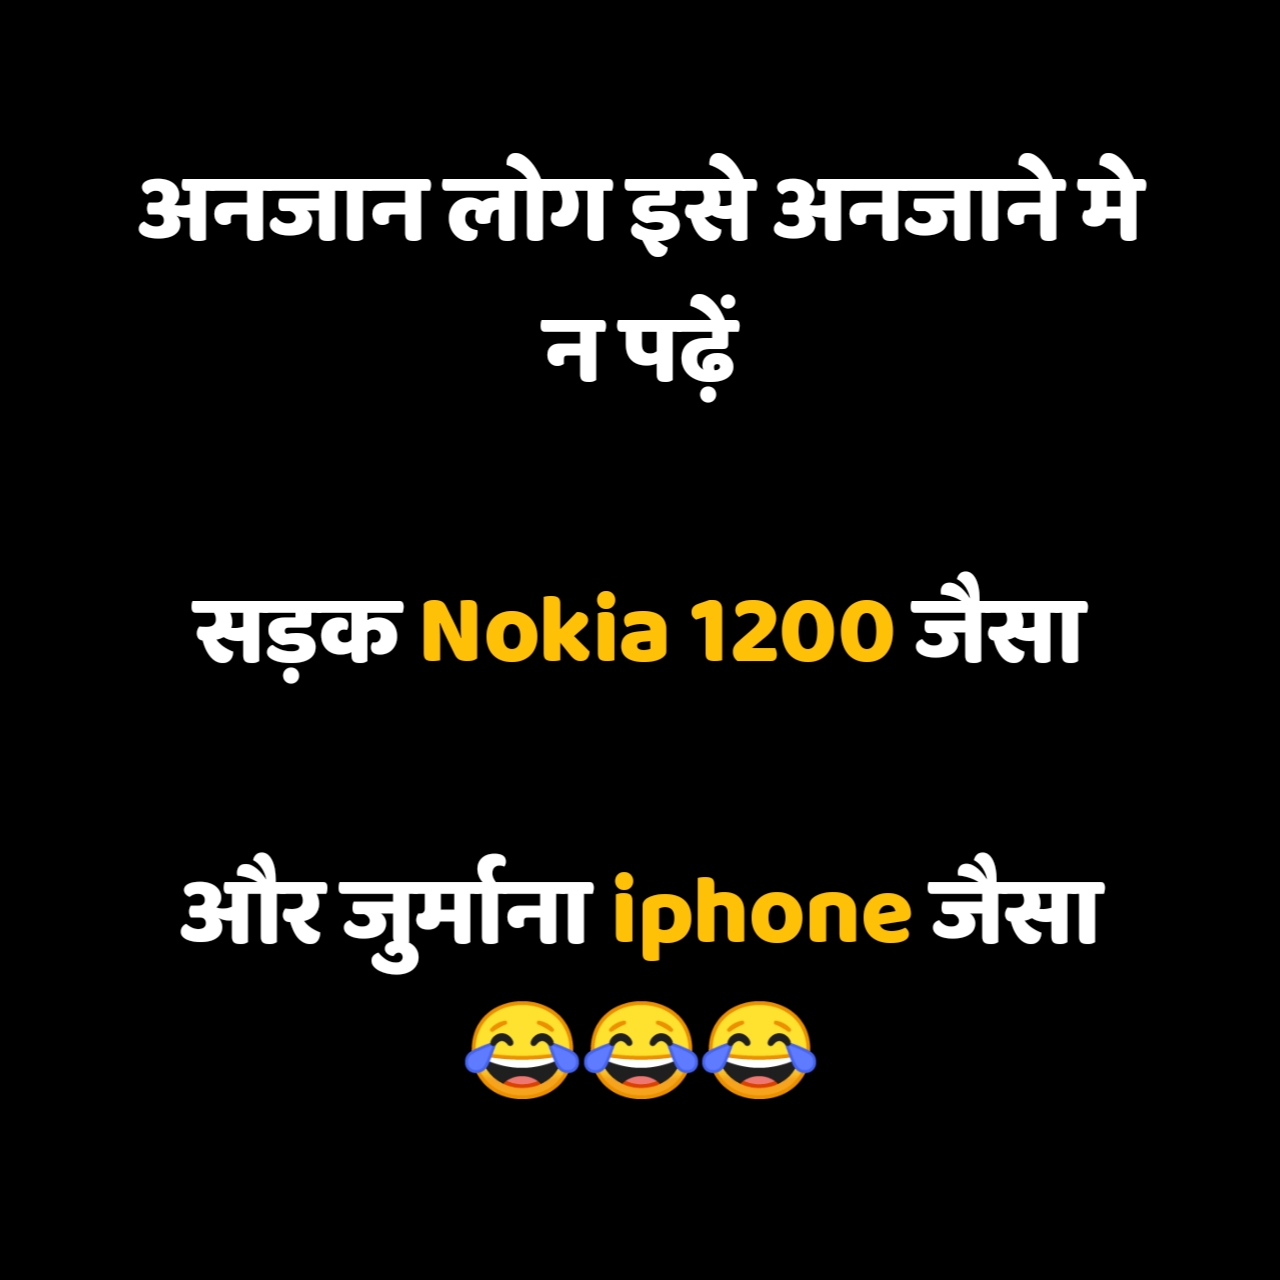 अनजान लोग इसे अनजाने मे
न पढ़ें
सड़क Nokia 1200 जैसा
और जुर्माना iphone जैसा
😂😂😂